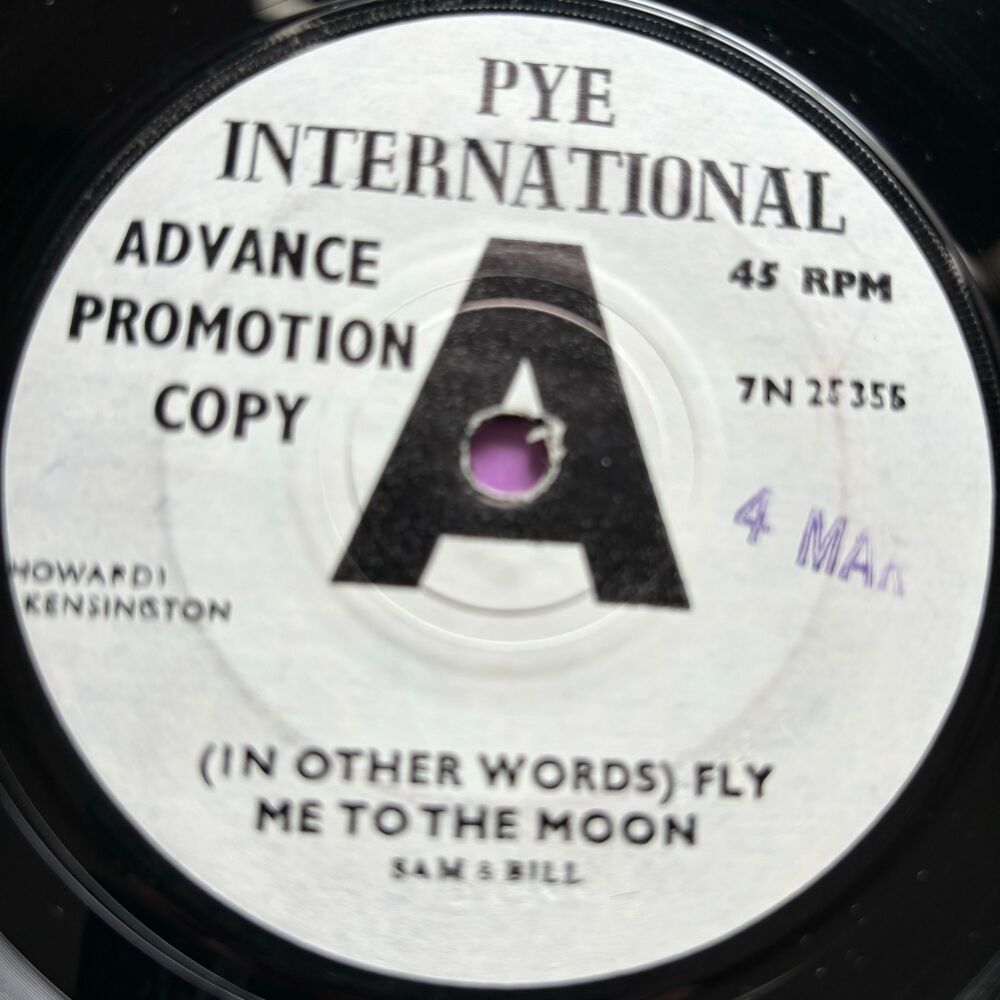 PYE
INTERNATIONAL
ADVANCE
PROMOTION
COPY
A
45 RPM
7N 25355
4 MAR
HOWARD)
KENSINGTON
(IN OTHER WORDS) FLY
ME TO THE MOON
SAM & BILL